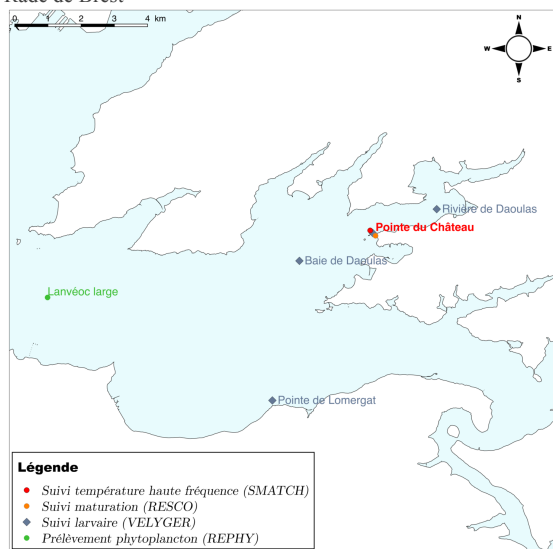 Rade de Brest
0 1 2 3 4 km
N
W E
S
Rivière de Daoulas
Pointe du Château
Baie de Daoulas
Lanvéoc large
Pointe de Lomergat
Légende
Suivi température haute fréquence (SMATCH)
Suivi maturation (RESCO)
Suivi larvaire (VELYGER)
Prélèvement phytoplancton (REPHY)